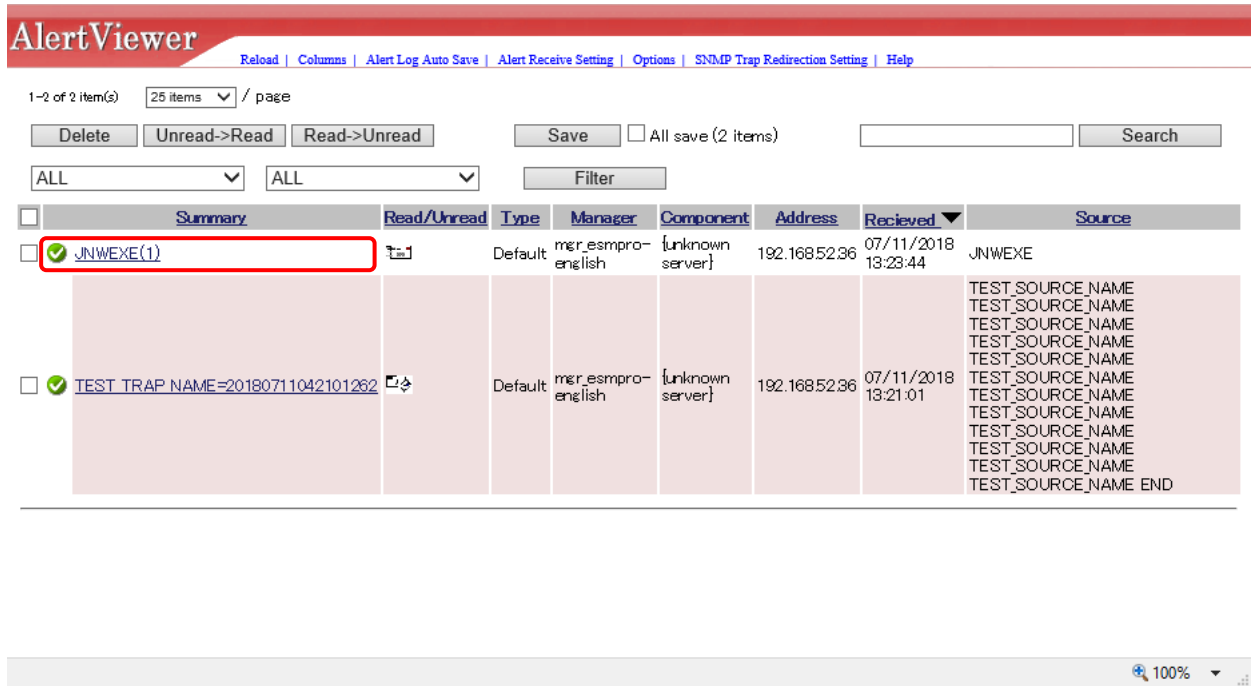 AlertViewer
Reload | Columns | Alert Log Auto Save | Alert Receive Setting | Options | SNMP Trap Redirection Setting | Help
1-2 of 2 item(s) 25 items / page
Delete Unread->Read Read->Unread Save All save (2 items) Search
ALL ALL Filter
Summary Read/Unread Type Manager Component Address Recieved Source
JNWEXE(1) Default mgr_esmpro-english {unknown server} 192.168.52.36 07/11/2018 13:23:44 JNWEXE
TEST TRAP NAME=20180711042101262 Default mgr_esmpro-english {unknown server} 192.168.52.36 07/11/2018 13:21:01
TEST_SOURCE_NAME
TEST_SOURCE_NAME
TEST_SOURCE_NAME
TEST_SOURCE_NAME
TEST_SOURCE_NAME
TEST_SOURCE_NAME
TEST_SOURCE_NAME
TEST_SOURCE_NAME
TEST_SOURCE_NAME
TEST_SOURCE_NAME
TEST_SOURCE_NAME
TEST_SOURCE_NAME END
100%